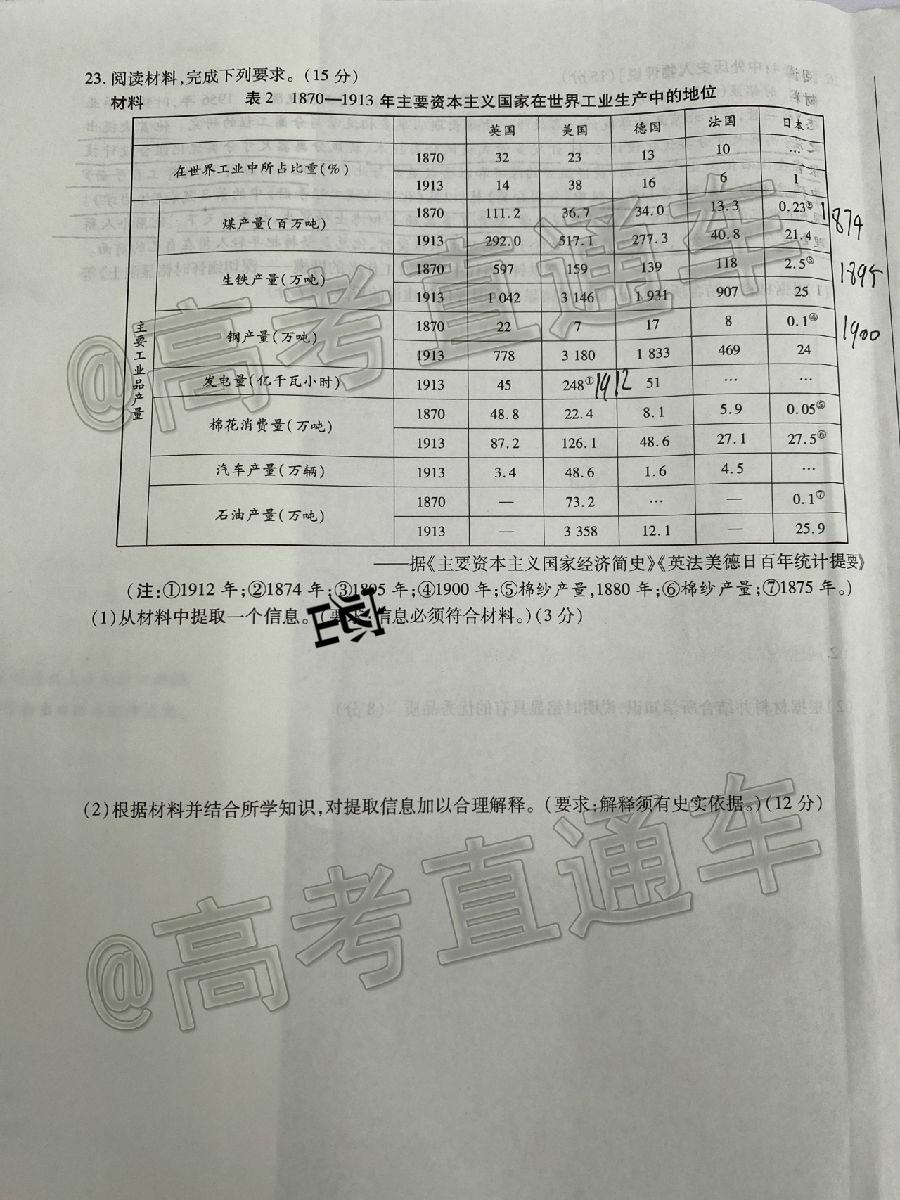 23. 阅读材料,完成下列要求。(15 分)
材料 表 2 1870—1913 年主要资本主义国家在世界工业生产中的地位
英国 美国 德国 法国 日本
在世界工业中所占比重(%) 1870 32 23 13 10 …
1913 14 38 16 6 1
主要工业品产量
煤产量(百万吨) 1870 111.2 36.7 34.0 13.3 0.23② 1874
1913 292.0 517.1 277.3 40.8 21.4
生铁产量(万吨) 1870 597 159 139 118 2.5③ 1895
1913 1 042 3 146 1 931 907 25
钢产量(万吨) 1870 22 7 17 8 0.1④ 1900
1913 778 3 180 1 833 469 24
发电量(亿千瓦小时) 1913 45 248① 1912 51 … …
棉花消费量(万吨) 1870 48.8 22.4 8.1 5.9 0.05⑤
1913 87.2 126.1 48.6 27.1 27.5⑥
汽车产量(万辆) 1913 3.4 48.6 1.6 4.5 …
石油产量(万吨) 1870 — 73.2 … — 0.1⑦
1913 — 3 358 12.1 — 25.9
——据《主要资本主义国家经济简史》《英法美德日百年统计提要》
(注:①1912 年;②1874 年;③1895 年;④1900 年;⑤棉纱产量,1880 年;⑥棉纱产量;⑦1875 年。)
(1)从材料中提取一个信息。(要求:信息必须符合材料。)(3 分)
(2)根据材料并结合所学知识,对提取信息加以合理解释。(要求:解释须有史实依据。)(12 分)
@高考直通车
@高考直通车